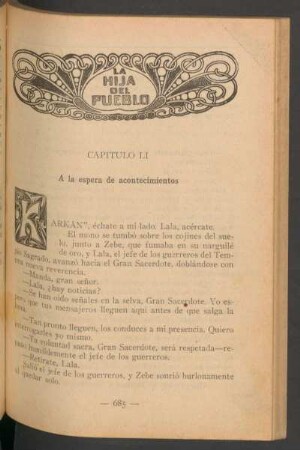 LA
HIJA
DEL
PUEBLO
CAPITULO LI
A la espera de acontecimientos
KARKAN", échate a mi lado. Lala, acércate.
El mono se tumbó sobre los cojines del sue-
lo, junto a Zebe, que fumaba en su narguilé
de oro, y Lala, el jefe de los guerreros del Tem-
plo Sagrado, avanzó hacia el Gran Sacerdote, doblándose con
una nueva reverencia.
—Manda, gran señor.
—Lala, ¿hay noticias?
—Se han oído señales en la selva, Gran Sacerdote. Yo es-
pero que tus mensajeros lleguen aquí antes de que salga la
—Tan pronto lleguen, los conduces a mi presencia. Quiero
interrogarles yo mismo.
—Tu voluntad suera, Gran Sacerdote, será respetada—re-
humildemente el jefe de los guerreros.
—Retírate, Lala.
Salió el jefe de los guerreros, y Zebe sonrió burlonamente
al quedar solo.
— 685 —